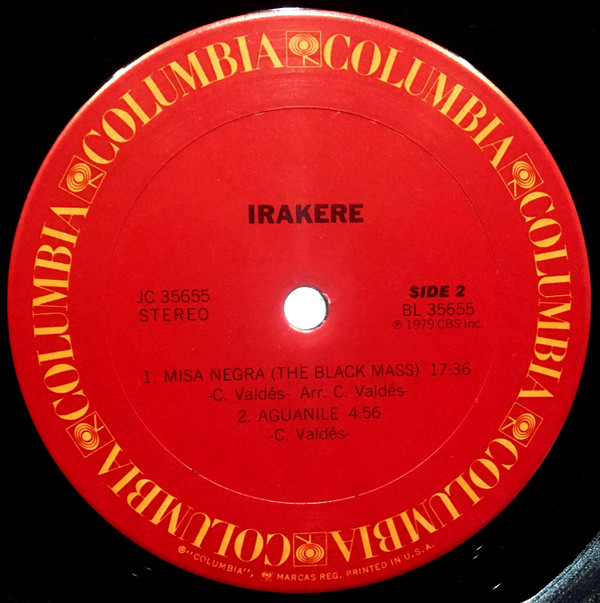 COLUMBIA COLUMBIA COLUMBIA COLUMBIA COLUMBIA COLUMBIA
IRAKERE
JC 35655
STEREO
SIDE 2
BL 35655
℗ 1979 CBS Inc.
1. MISA NEGRA (THE BLACK MASS) 17:36
-C. Valdés- Arr. C. Valdés-
2. AGUANILE 4:56
-C. Valdés-
®"COLUMBIA", MARCAS REG. PRINTED IN U.S.A.